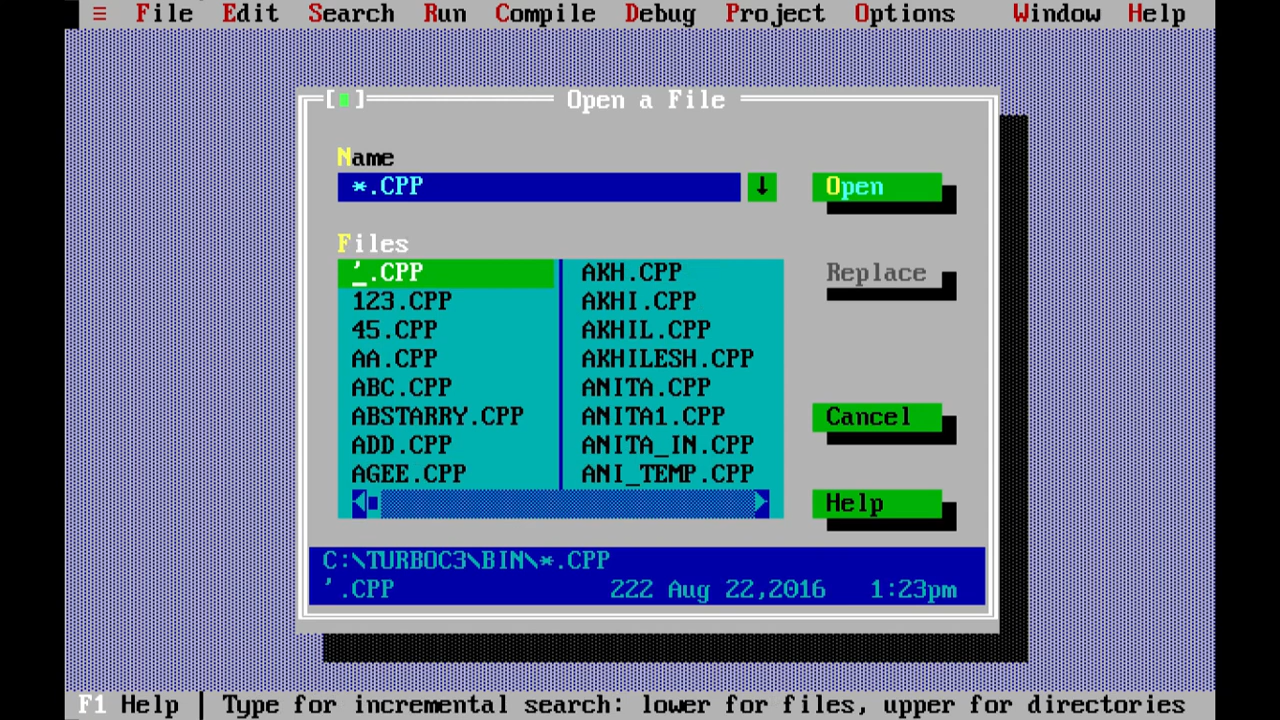 ≡ File Edit Search Run Compile Debug Project Options Window Help
[■] Open a File
Name
*.CPP ↓ Open
Files
'.CPP AKH.CPP Replace
123.CPP AKHI.CPP
45.CPP AKHIL.CPP
AA.CPP AKHILESH.CPP
ABC.CPP ANITA.CPP
ABSTARRY.CPP ANITA1.CPP Cancel
ADD.CPP ANITA_IN.CPP
AGEE.CPP ANI_TEMP.CPP
Help
C:\TURBOC3\BIN\*.CPP
'.CPP 222 Aug 22,2016 1:23pm
F1 Help │ Type for incremental search: lower for files, upper for directories